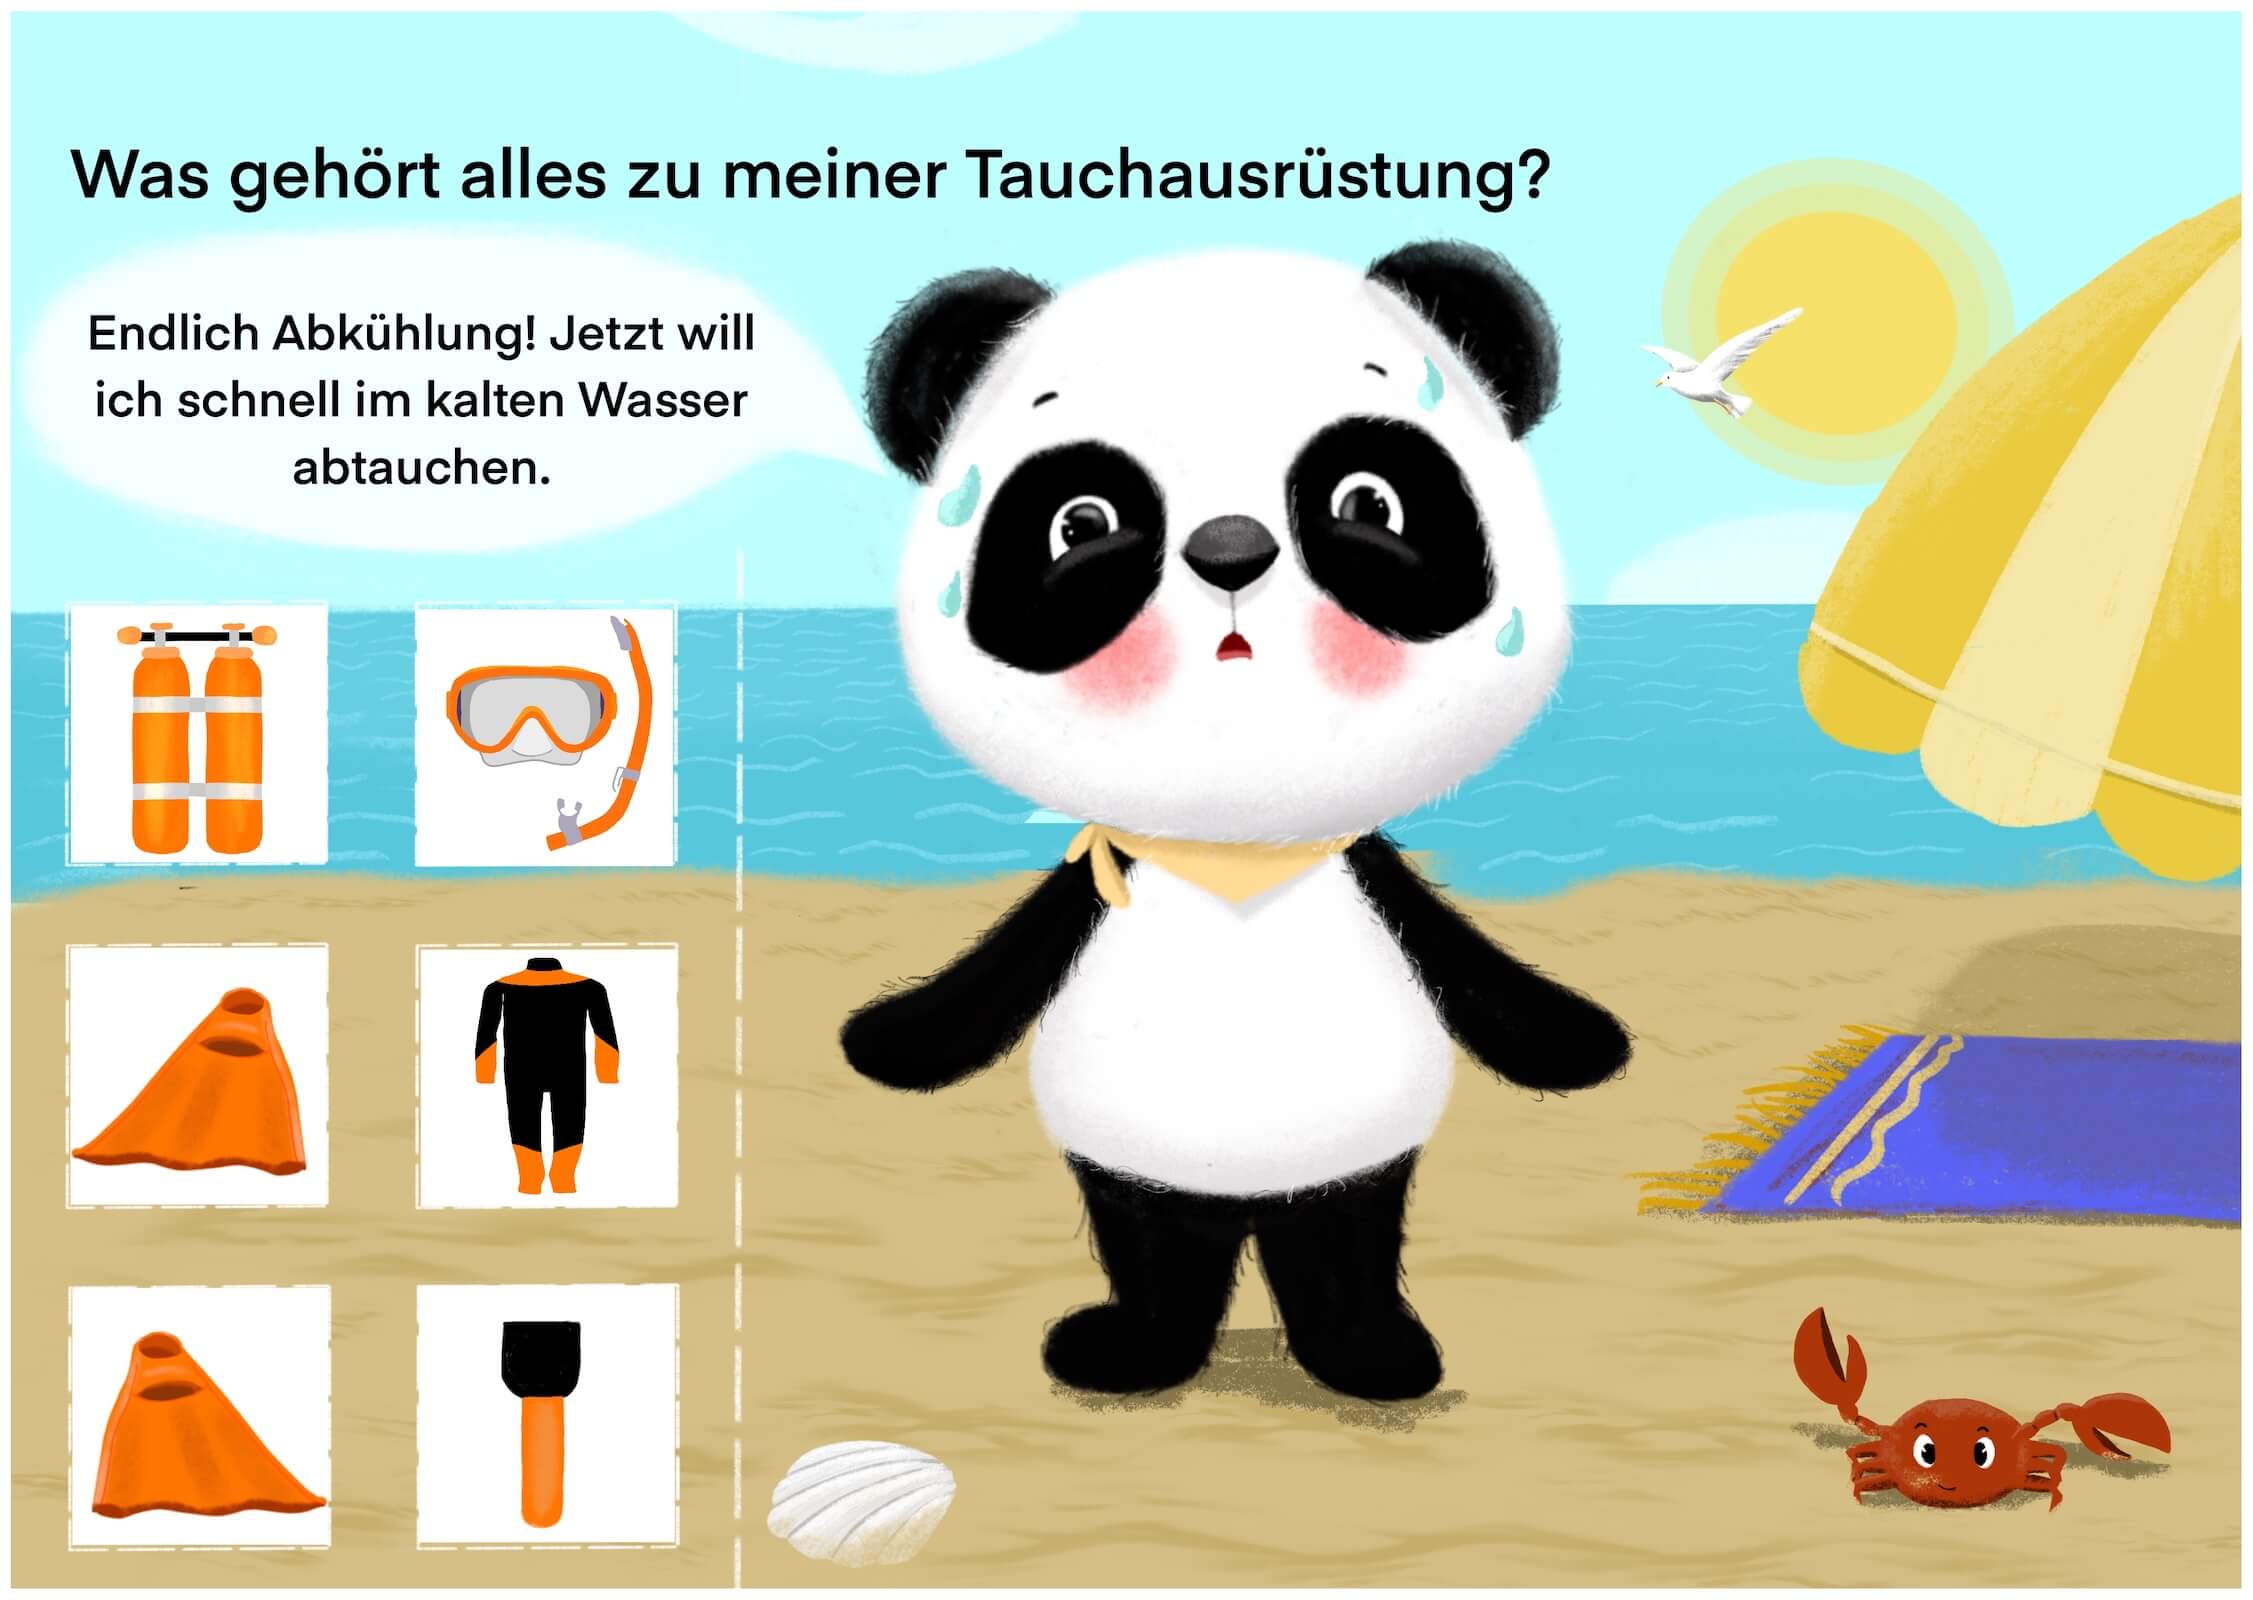 Was gehört alles zu meiner Tauchausrüstung?
Endlich Abkühlung! Jetzt will
ich schnell im kalten Wasser
abtauchen.